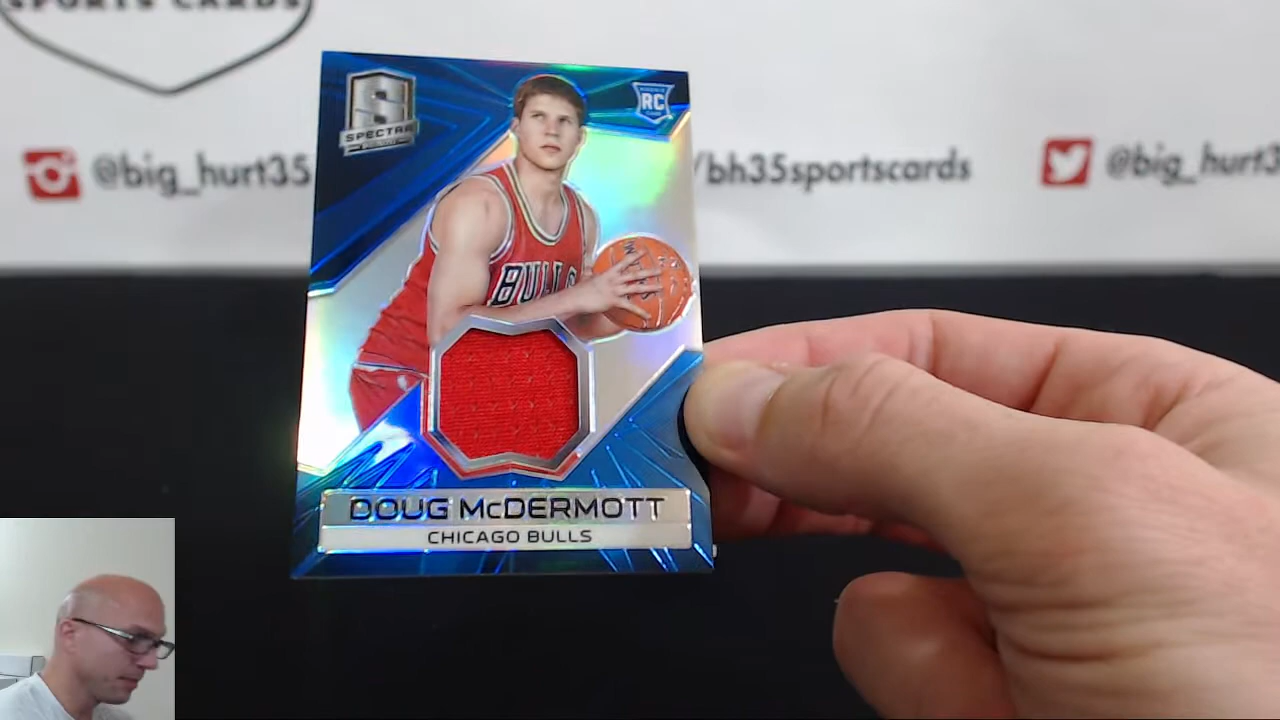 SPORTS CARDS
@big_hurt35
/bh35sportscards
@big_hurt3
SPECTRA
RC
BULLS
DOUG McDERMOTT
CHICAGO BULLS